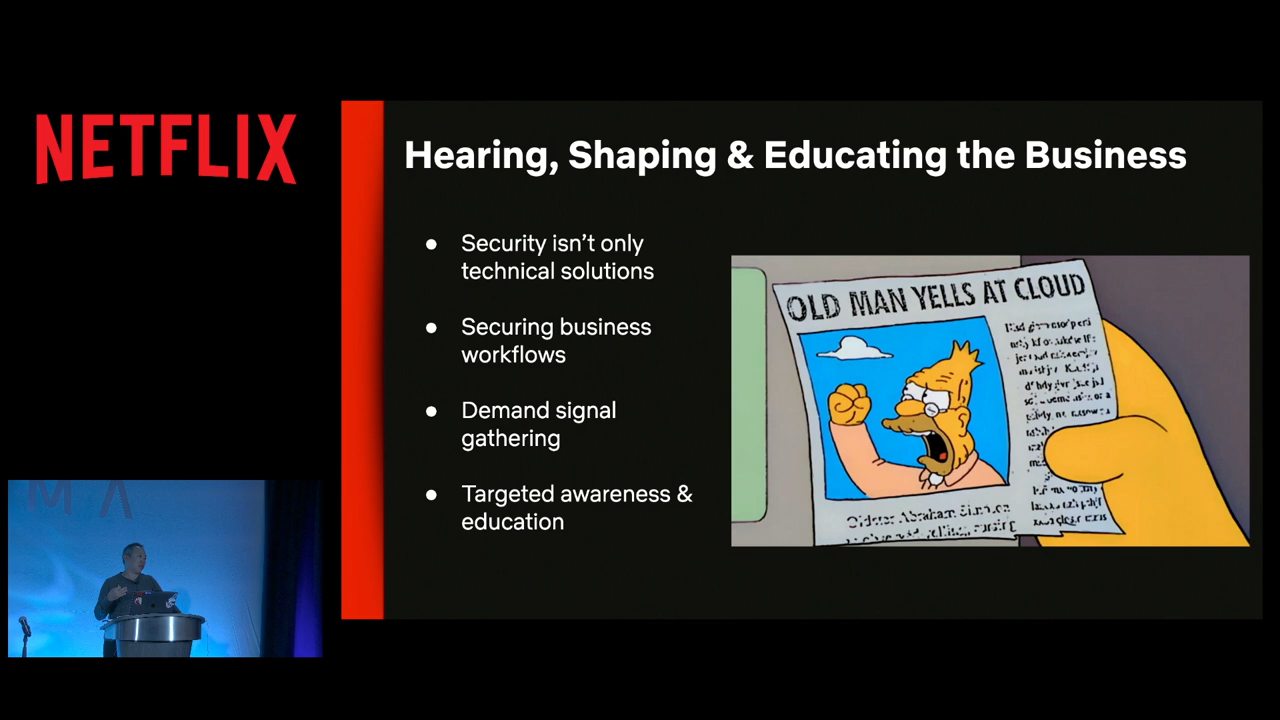 NETFLIX
Hearing, Shaping & Educating the Business
● Security isn’t only
technical solutions
● Securing business
workflows
● Demand signal
gathering
● Targeted awareness &
education
OLD MAN YELLS AT CLOUD
M A